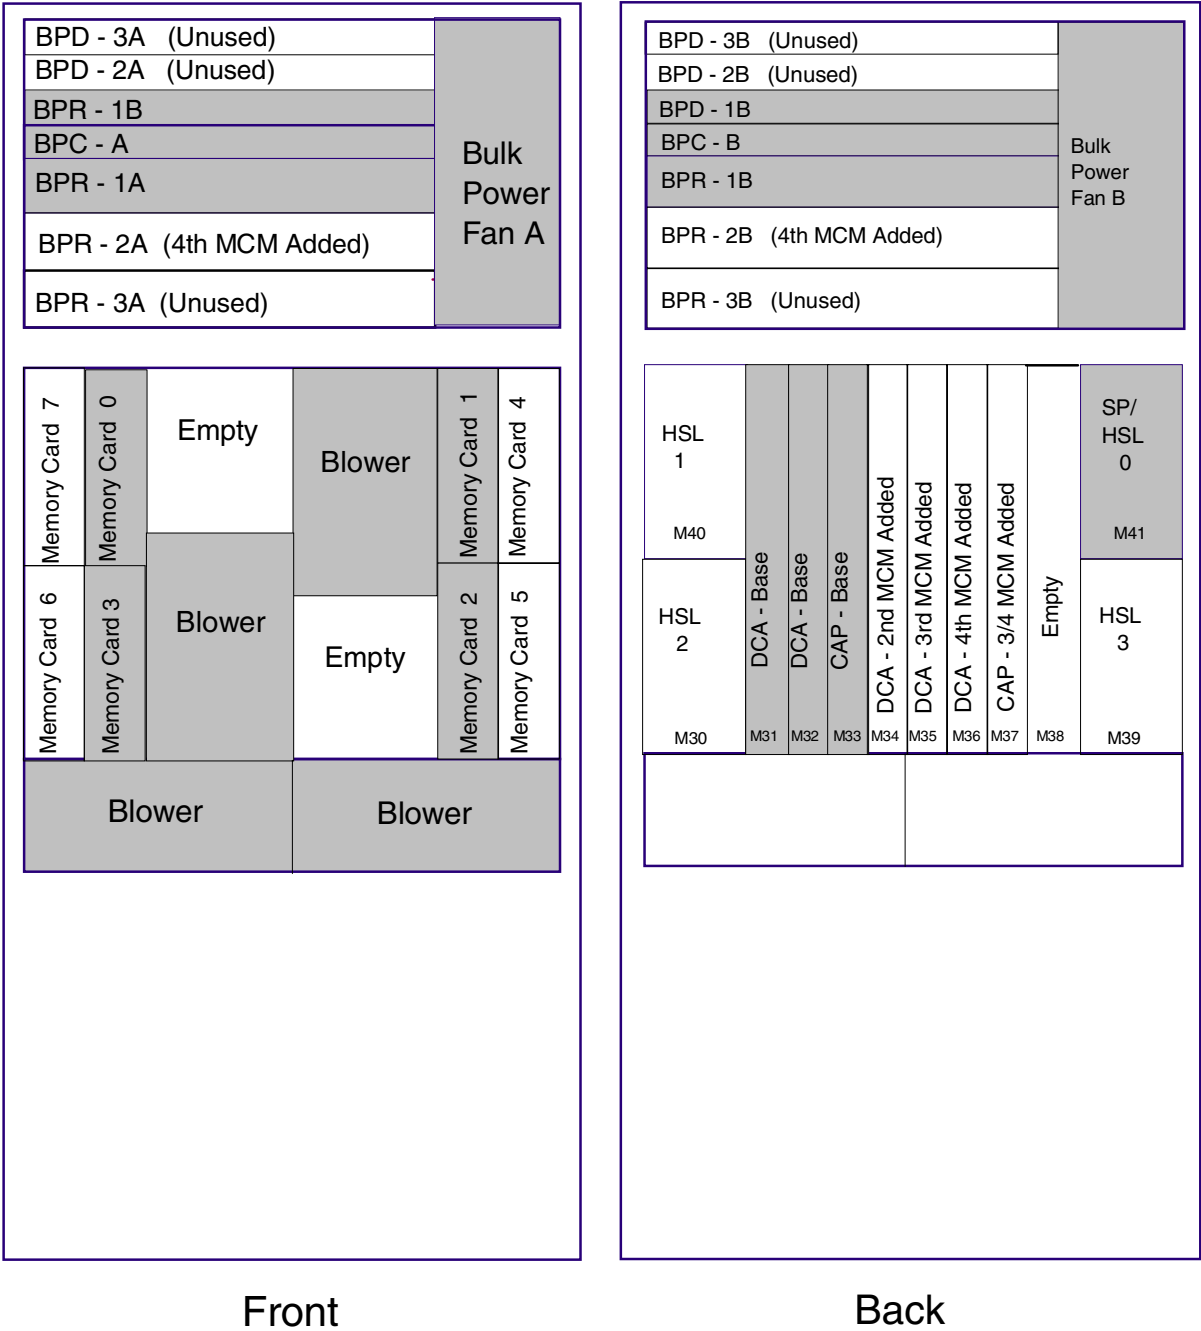 BPD - 3A (Unused)
BPD - 2A (Unused)
BPR - 1B
BPC - A
BPR - 1A
BPR - 2A (4th MCM Added)
BPR - 3A (Unused)
Bulk
Power
Fan A
Memory Card 7
Memory Card 0
Empty
Blower
Memory Card 1
Memory Card 4
Memory Card 6
Memory Card 3
Blower
Empty
Memory Card 2
Memory Card 5
Blower
Blower
Front
BPD - 3B (Unused)
BPD - 2B (Unused)
BPD - 1B
BPC - B
BPR - 1B
BPR - 2B (4th MCM Added)
BPR - 3B (Unused)
Bulk
Power
Fan B
HSL
1
M40
HSL
2
M30
DCA - Base
M31
DCA - Base
M32
CAP - Base
M33
DCA - 2nd MCM Added
M34
DCA - 3rd MCM Added
M35
DCA - 4th MCM Added
M36
CAP - 3/4 MCM Added
M37
Empty
M38
SP/
HSL
0
M41
HSL
3
M39
Back